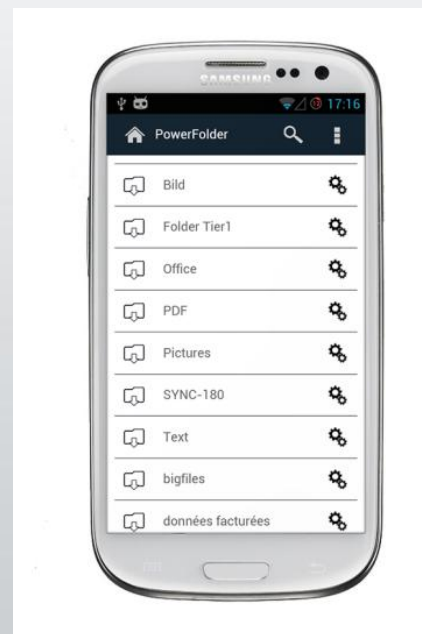 SAMSUNG
17:16
PowerFolder
Bild
Folder Tier1
Office
PDF
Pictures
SYNC-180
Text
bigfiles
données facturées